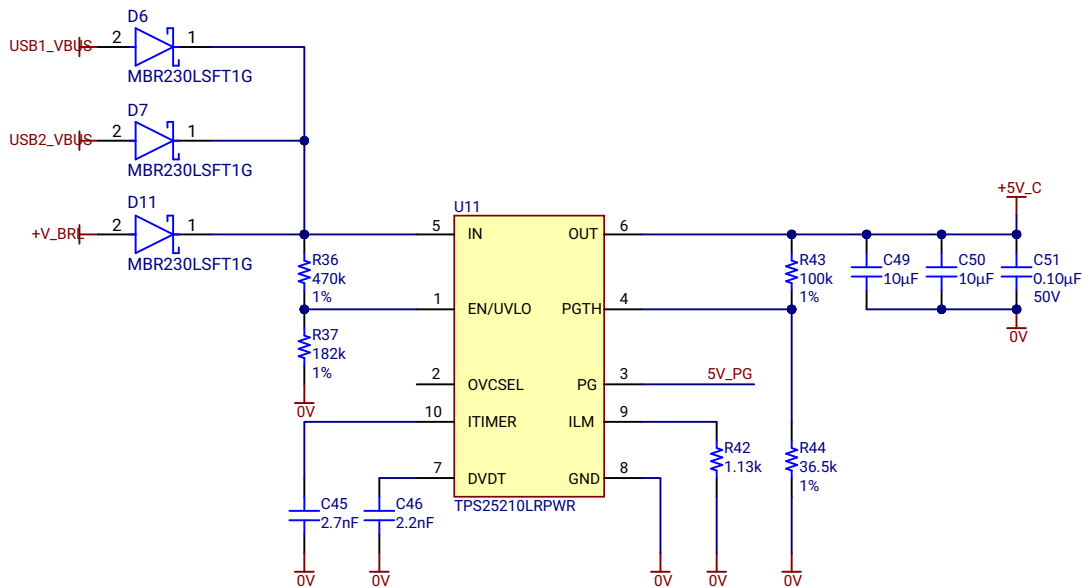 D6
USB1_VBUS
2
1
MBR230LSFT1G
D7
USB2_VBUS
2
1
MBR230LSFT1G
D11
2
1
MBR230LSFT1G
+5V_C
U11
5
IN
OUT
6
R36
470k
1%
R43
100k
1%
C49
10µF
C50
10µF
C51
0.10µF
50V
0V
1
EN/UVLO
PGTH
4
R37
182k
1%
0V
2
OVCSEL
PG
3
5V_PG
10
ITIMER
ILM
9
R42
1.13k
R44
36.5k
1%
7
DVDT
GND
8
TPS25210LRPWR
C45
2.7nF
C46
2.2nF
0V
0V
0V
0V
0V